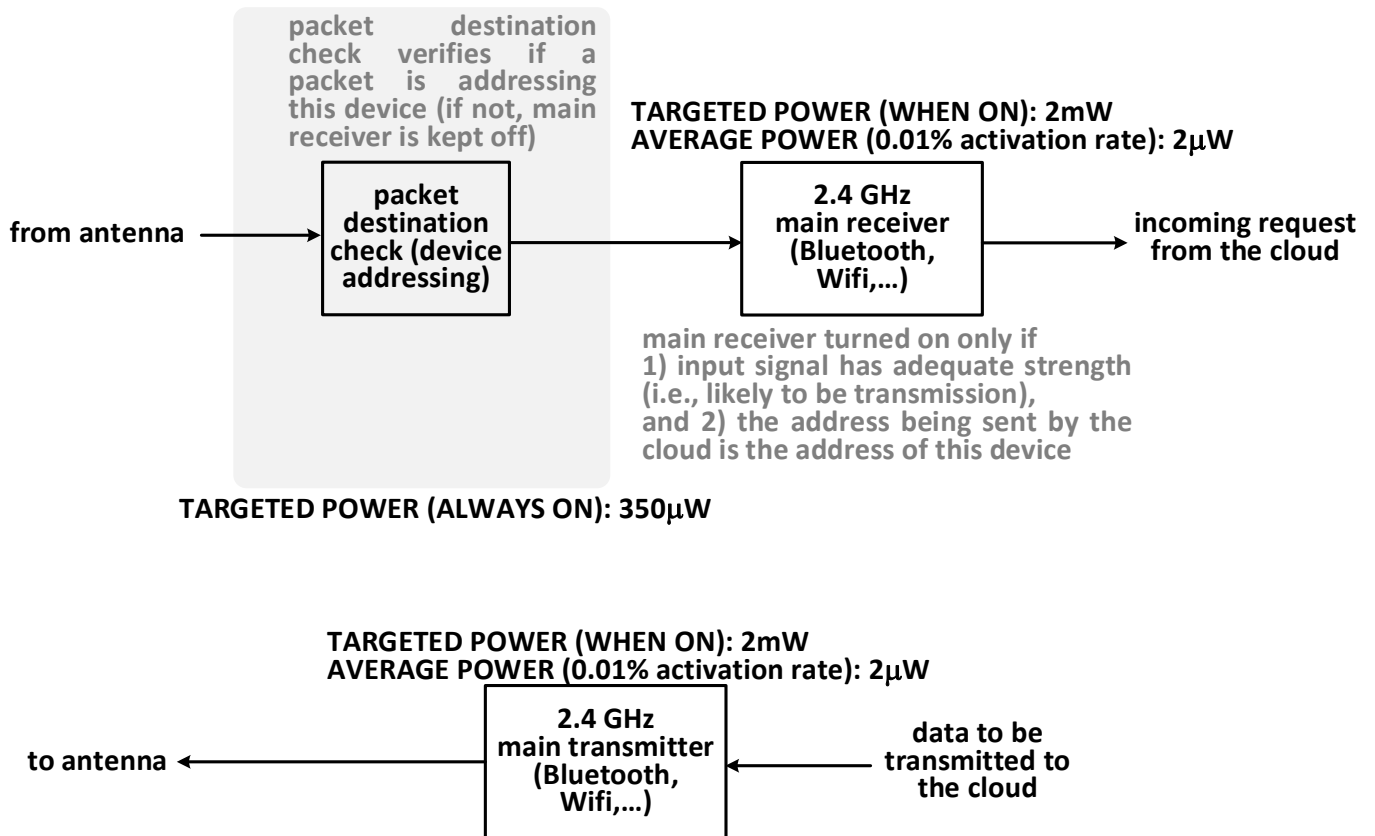 packet destination
check verifies if a
packet is addressing
this device (if not, main
receiver is kept off)
TARGETED POWER (WHEN ON): 2mW
AVERAGE POWER (0.01% activation rate): 2μW
from antenna
packet
destination
check (device
addressing)
2.4 GHz
main receiver
(Bluetooth,
Wifi,...)
incoming request
from the cloud
main receiver turned on only if
1) input signal has adequate strength
(i.e., likely to be transmission),
and 2) the address being sent by the
cloud is the address of this device
TARGETED POWER (ALWAYS ON): 350μW
TARGETED POWER (WHEN ON): 2mW
AVERAGE POWER (0.01% activation rate): 2μW
to antenna
2.4 GHz
main transmitter
(Bluetooth,
Wifi,...)
data to be
transmitted to
the cloud